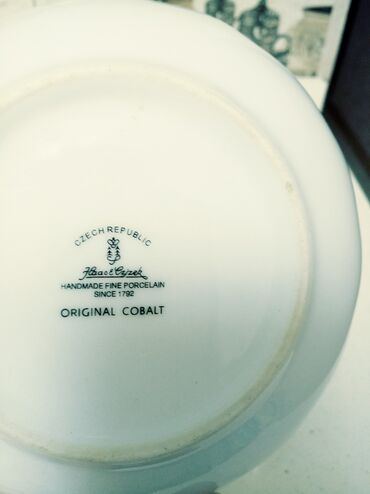 CZECH REPUBLIC
Haas & Czjzek
HANDMADE FINE PORCELAIN
SINCE 1792
ORIGINAL COBALT